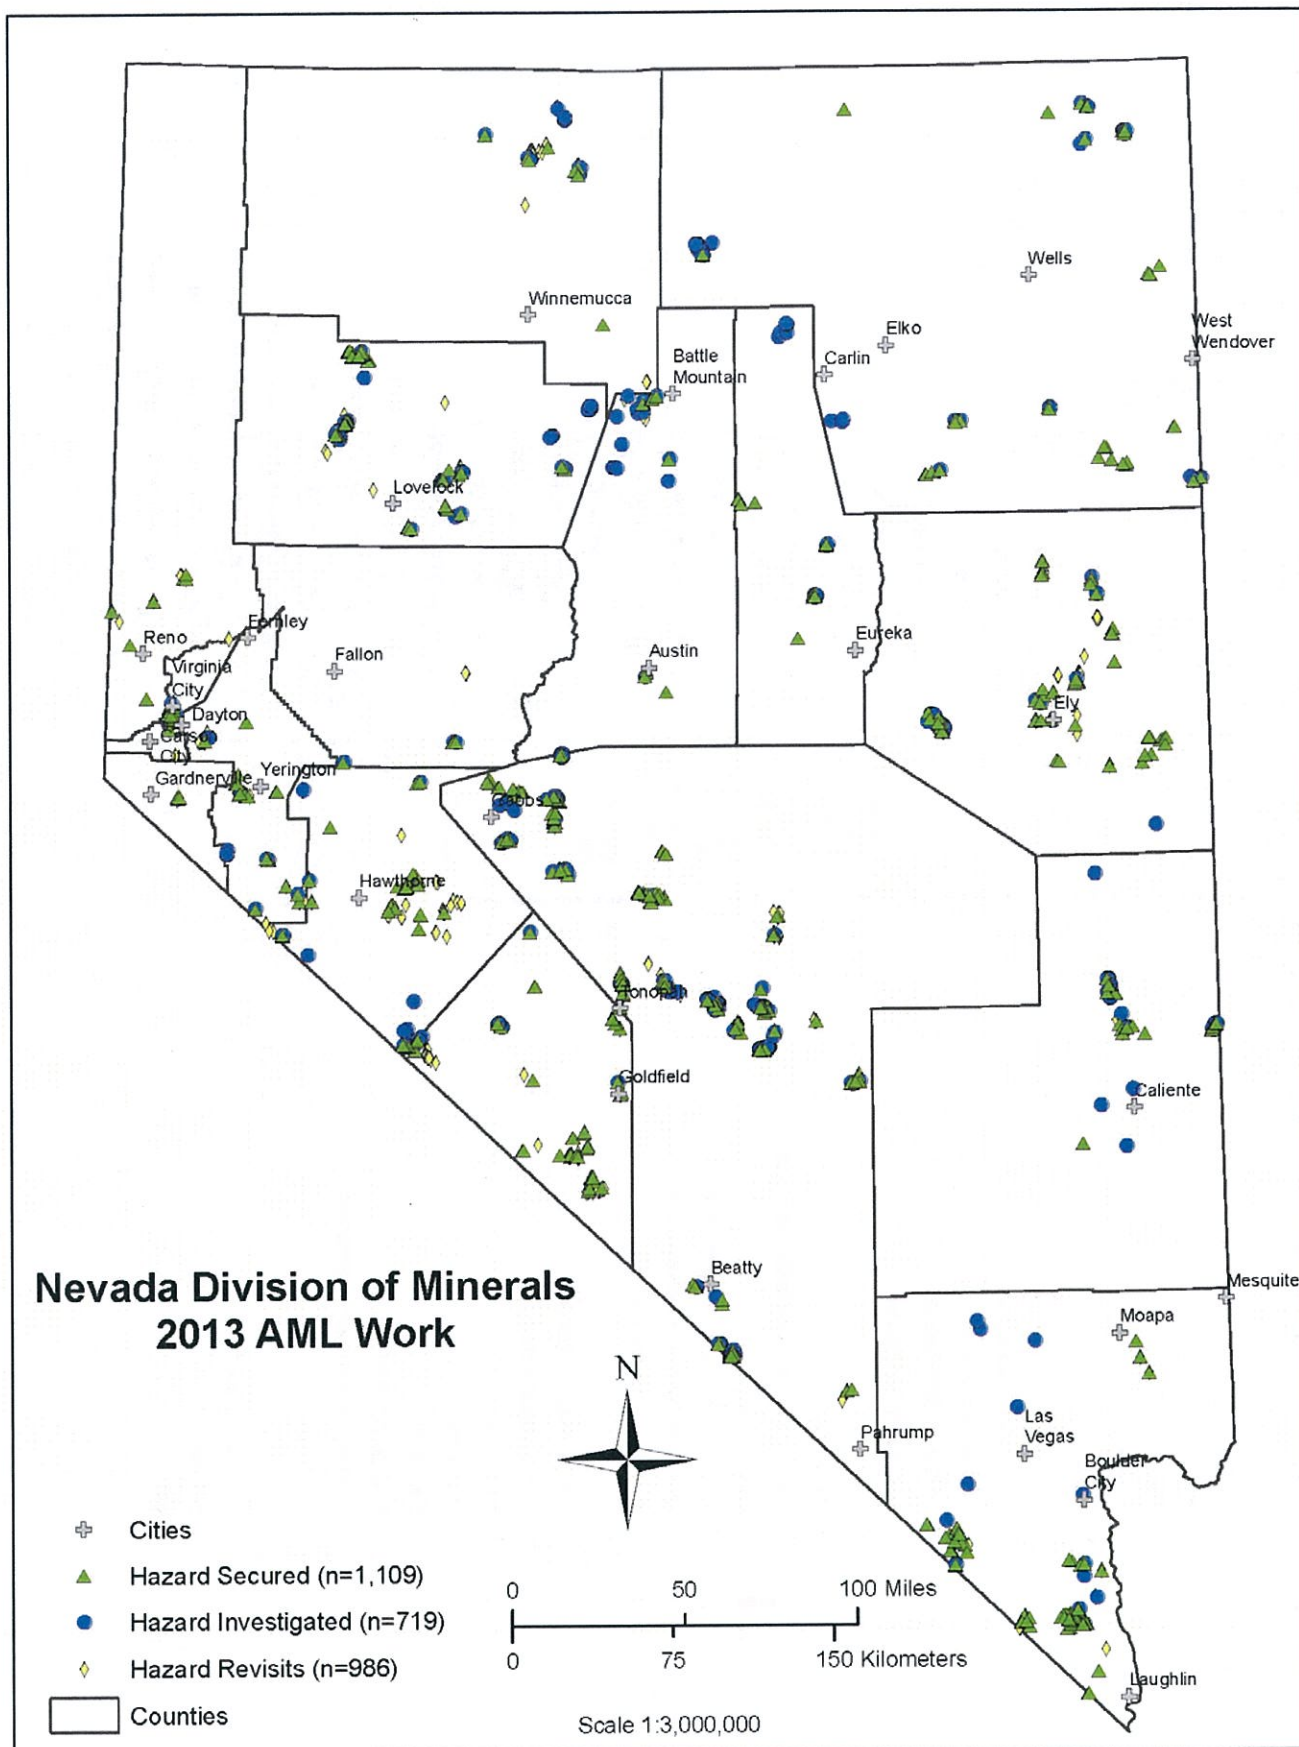 Wells
Winnemucca
West
Wendover
Elko
Battle
Mountain
Carlin
Lovelock
Eureka
Fernley
Reno
Fallon
Austin
Virginia
City
Ely
Dayton
Carson
City
Yerington
Gardnerville
Gabbs
Hawthorne
Tonopah
Goldfield
Caliente
Beatty
Mesquite
Nevada Division of Minerals
2013 AML Work
Moapa
N
Las
Vegas
Pahrump
Boulder
City
Cities
Hazard Secured (n=1,109)
0 50 100 Miles
Hazard Investigated (n=719)
Hazard Revisits (n=986)
0 75 150 Kilometers
Laughlin
Counties
Scale 1:3,000,000